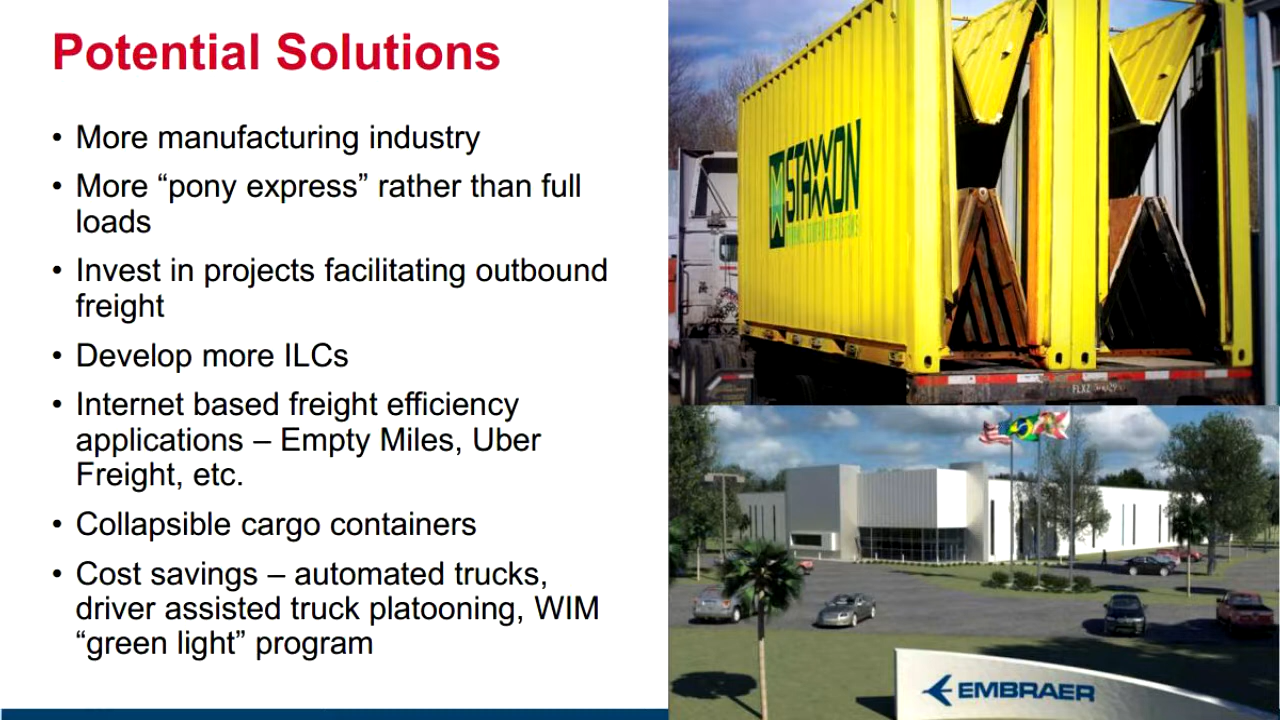 Potential Solutions
• More manufacturing industry
• More “pony express” rather than full
loads
• Invest in projects facilitating outbound
freight
• Develop more ILCs
• Internet based freight efficiency
applications – Empty Miles, Uber
Freight, etc.
• Collapsible cargo containers
• Cost savings – automated trucks,
driver assisted truck platooning, WIM
“green light” program
STAXXON
EMBRAER